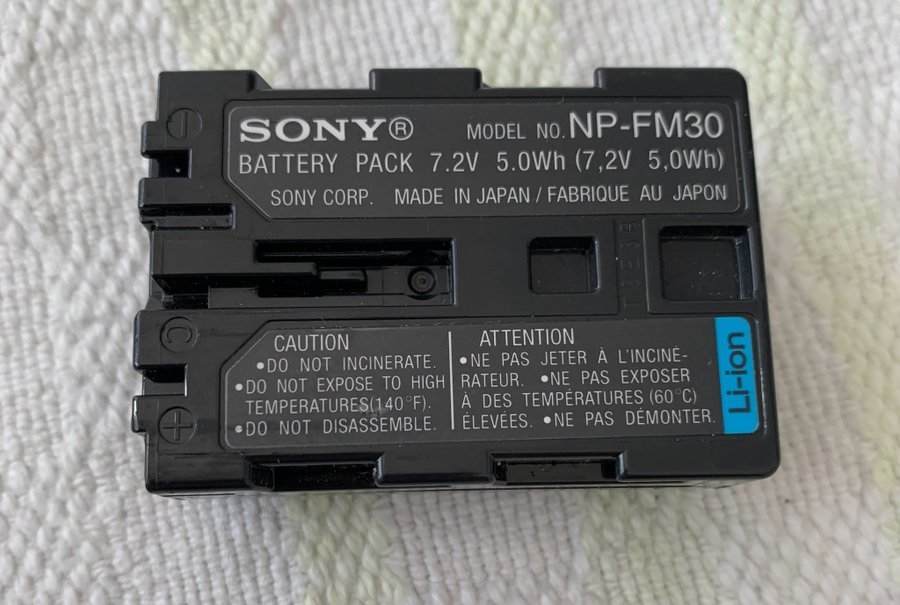 SONY® MODEL NO. NP-FM30
BATTERY PACK 7.2V 5.0Wh (7,2V 5,0Wh)
SONY CORP. MADE IN JAPAN / FABRIQUE AU JAPON
−
C
+
CAUTION
•DO NOT INCINERATE.
•DO NOT EXPOSE TO HIGH
TEMPERATURES(140°F).
•DO NOT DISASSEMBLE.
ATTENTION
•NE PAS JETER À L'INCINÉ-
RATEUR. •NE PAS EXPOSER
À DES TEMPÉRATURES (60°C)
ÉLEVÉES. •NE PAS DÉMONTER.
Li-ion